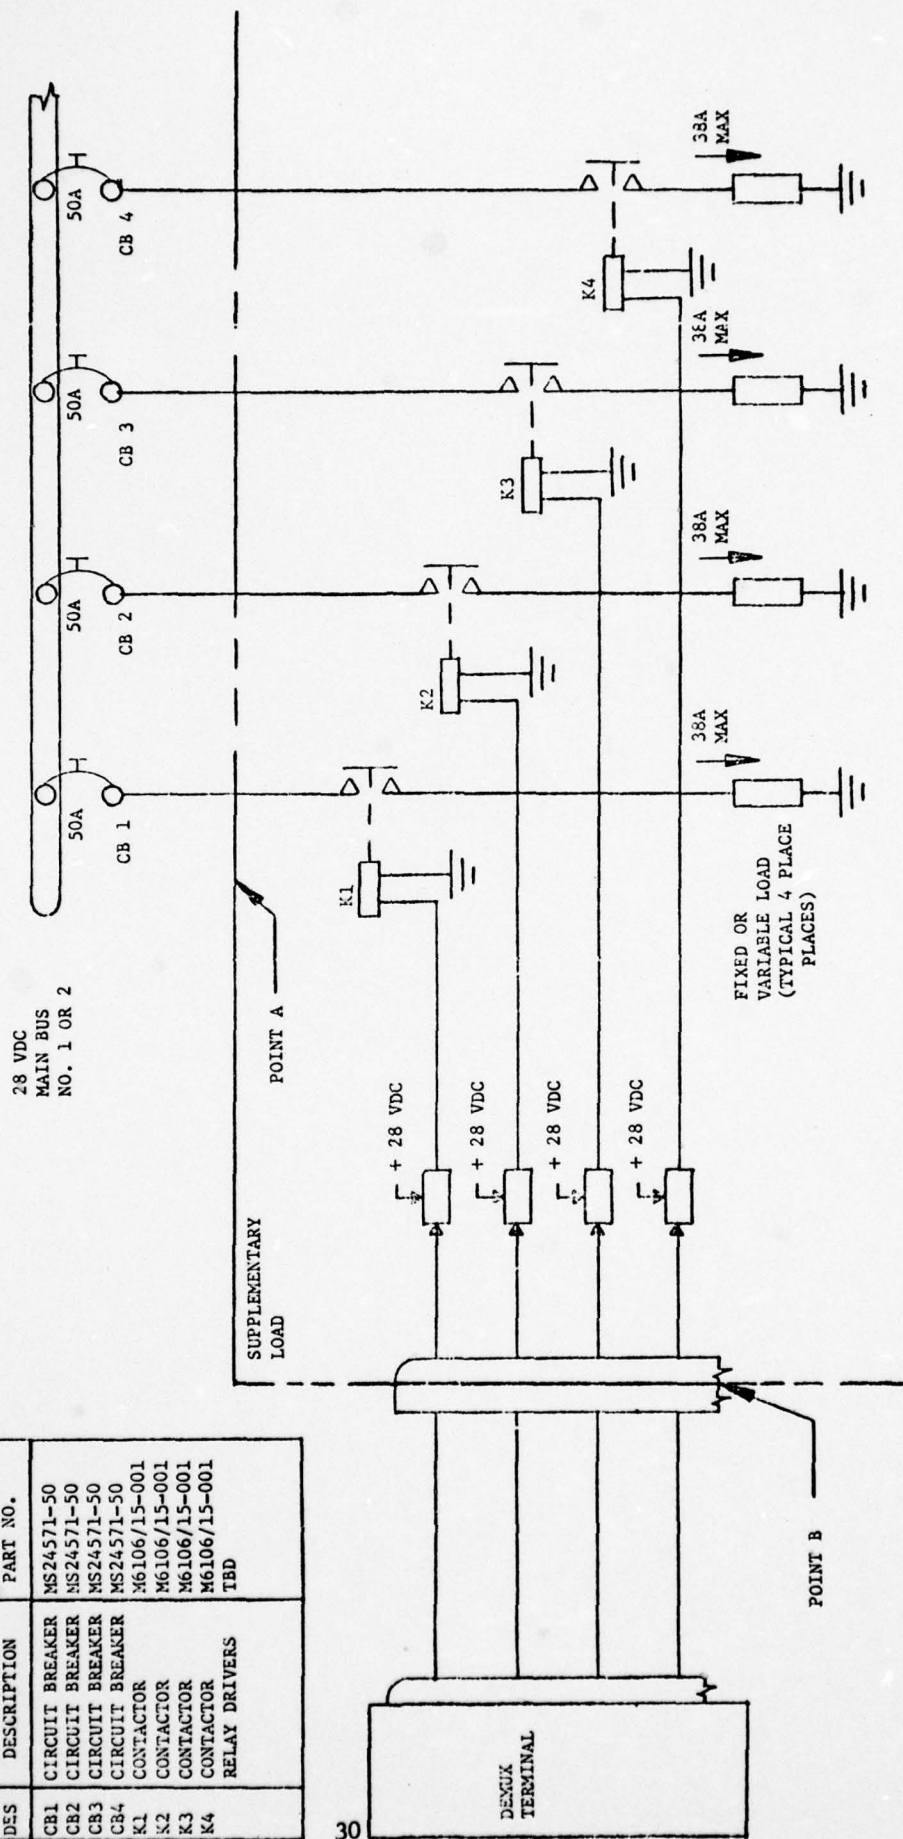 DES DESCRIPTION PART NO.
CB1 CIRCUIT BREAKER MS24571-50
CB2 CIRCUIT BREAKER MS24571-50
CB3 CIRCUIT BREAKER MS24571-50
CB4 CIRCUIT BREAKER MS24571-50
K1 CONTACTOR M6106/15-001
K2 CONTACTOR M6106/15-001
K3 CONTACTOR M6106/15-001
K4 CONTACTOR M6106/15-001
RELAY DRIVERS TBD
28 VDC
MAIN BUS
NO. 1 OR 2
50A
CB 1
50A
CB 2
50A
CB 3
50A
CB 4
SUPPLEMENTARY
LOAD
POINT A
K1
K2
K3
K4
+ 28 VDC
+ 28 VDC
+ 28 VDC
+ 28 VDC
38A
MAX
38A
MAX
38A
MAX
38A
MAX
FIXED OR
VARIABLE LOAD
(TYPICAL 4 PLACE
PLACES)
DEMUX
TERMINAL
POINT B
30